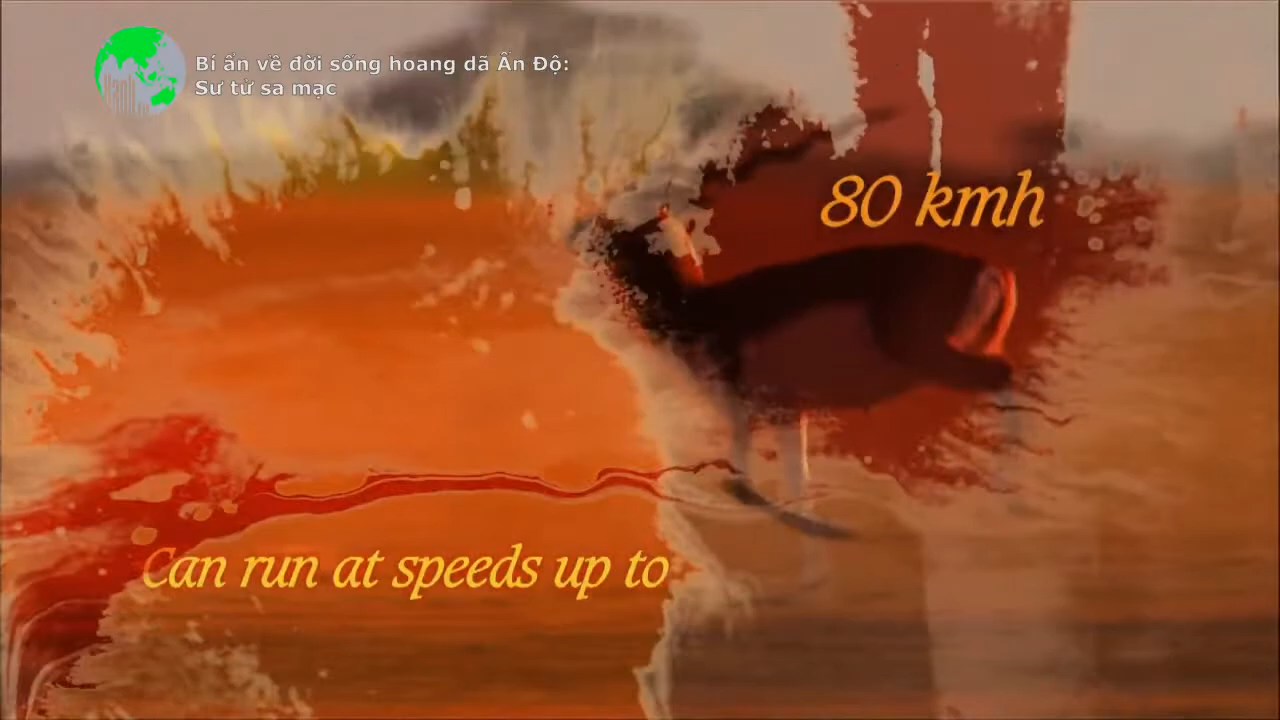 Bí ẩn về đời sống hoang dã Ấn Độ:
Sư tử sa mạc
80 kmh
Can run at speeds up to